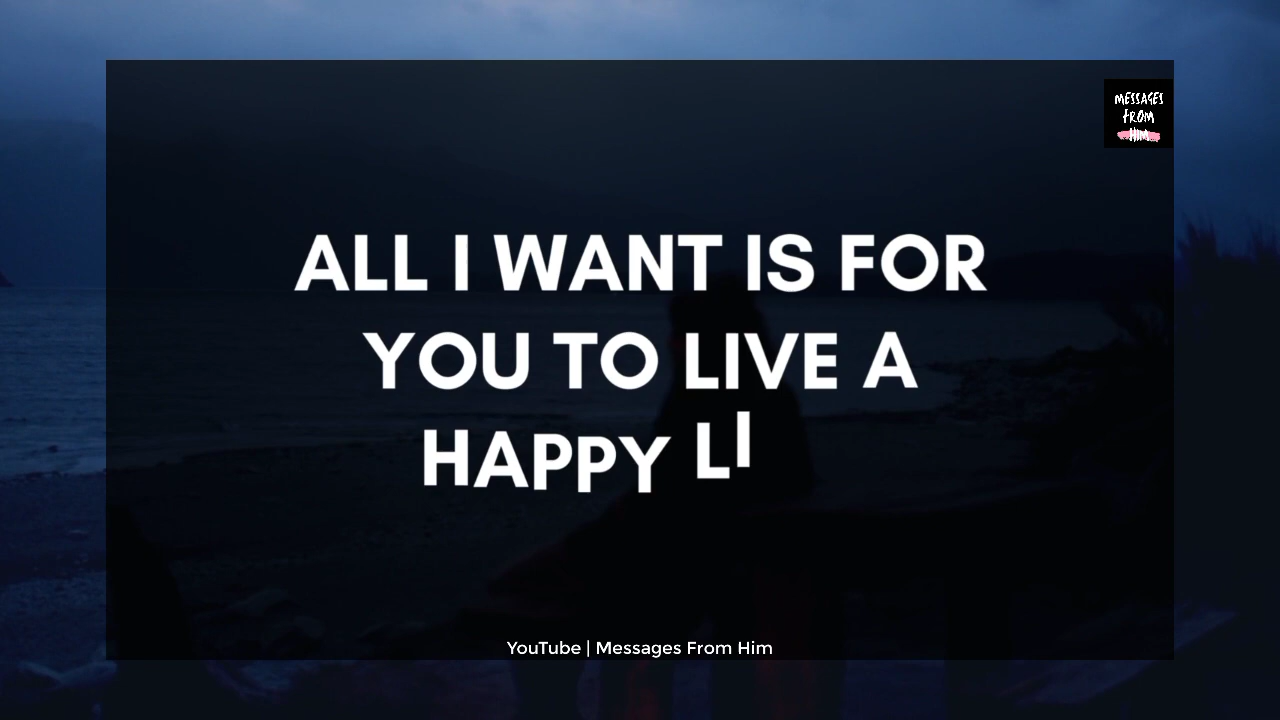 MESSAGES
FROM
HIM
ALL I WANT IS FOR
YOU TO LIVE A
HAPPY LI
YouTube | Messages From Him